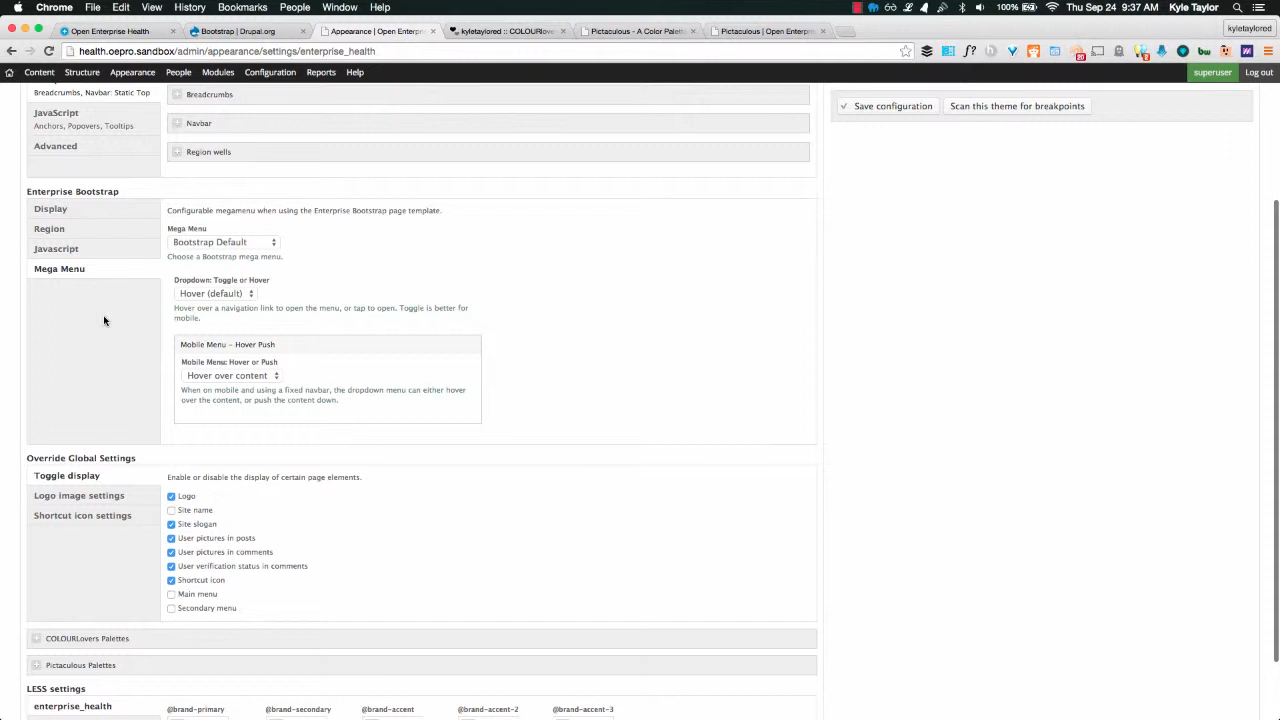 Chrome File Edit View History Bookmarks People Window Help
100% Thu Sep 24 9:37 AM Kyle Taylor
Open Enterprise Health
Bootstrap | Drupal.org
Appearance | Open Enterpr
kyletaylored :: COLOURlove
Pictaculous - A Color Palet
Pictaculous | Open Enterpr
kyletaylored
health.oepro.sandbox/admin/appearance/settings/enterprise_health
Content Structure Appearance People Modules Configuration Reports Help
superuser Log out
Breadcrumbs, Navbar: Static Top
JavaScript
Anchors, Popovers, Tooltips
Advanced
Breadcrumbs
Navbar
Region wells
Save configuration
Scan this theme for breakpoints
Enterprise Bootstrap
Display
Region
Javascript
Mega Menu
Configurable megamenu when using the Enterprise Bootstrap page template.
Mega Menu
Bootstrap Default
Choose a Bootstrap mega menu.
Dropdown: Toggle or Hover
Hover (default)
Hover over a navigation link to open the menu, or tap to open. Toggle is better for
mobile.
Mobile Menu - Hover Push
Mobile Menu: Hover or Push
Hover over content
When on mobile and using a fixed navbar, the dropdown menu can either hover
over the content, or push the content down.
Override Global Settings
Toggle display
Logo image settings
Shortcut icon settings
Enable or disable the display of certain page elements.
Logo
Site name
Site slogan
User pictures in posts
User pictures in comments
User verification status in comments
Shortcut icon
Main menu
Secondary menu
COLOURLovers Palettes
Pictaculous Palettes
LESS settings
enterprise_health
@brand-primary @brand-secondary @brand-accent @brand-accent-2 @brand-accent-3